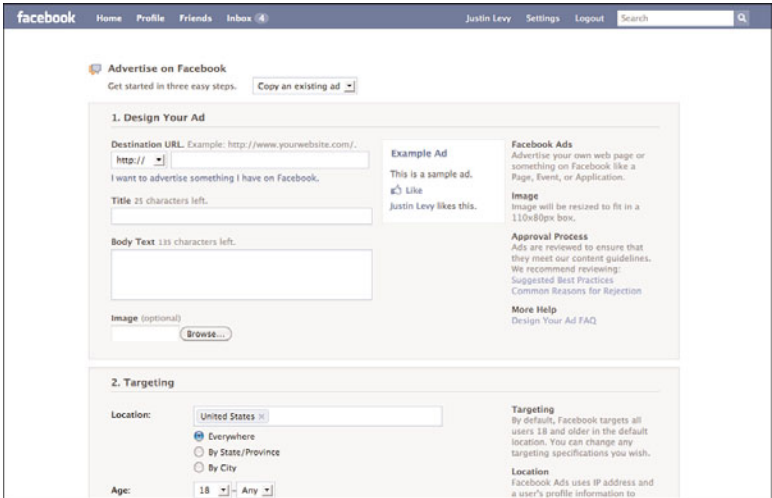 facebook Home Profile Friends Inbox 4 Justin Levy Settings Logout Search
Advertise on Facebook
Get started in three easy steps. Copy an existing ad
1. Design Your Ad
Destination URL. Example: http://www.yourwebsite.com/.
http://
I want to advertise something I have on Facebook.
Title 25 characters left.
Body Text 135 characters left.
Image (optional)
Browse...
Example Ad
This is a sample ad.
Like
Justin Levy likes this.
Facebook Ads
Advertise your own web page or
something on Facebook like a
Page, Event, or Application.
Image
Image will be resized to fit in a
110x80px box.
Approval Process
Ads are reviewed to ensure that
they meet our content guidelines.
We recommend reviewing:
Suggested Best Practices
Common Reasons for Rejection
More Help
Design Your Ad FAQ
2. Targeting
Location:
United States ×
Everywhere
By State/Province
By City
Age:
18 - Any
Targeting
By default, Facebook targets all
users 18 and older in the default
location. You can change any
targeting specifications you wish.
Location
Facebook Ads uses IP address and
a user's profile information to